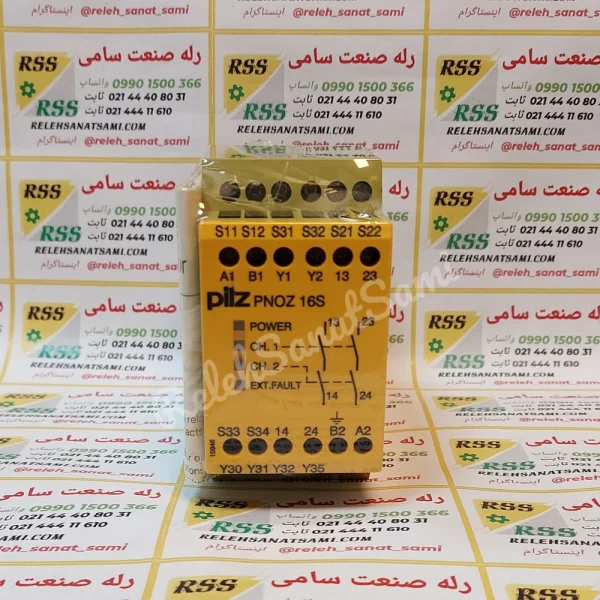 رله صنعت سامی
RSS
واتساپ 0990 1500 366
ثابت 021 44 40 80 31
ثابت 021 444 11 610
RELEHSANATSAMI.COM
اینستاگرام @releh_sanat_sami
S11 S12 S31 S32 S21 S22
A1 B1 Y1 Y2 13 23
pilz PNOZ 16S
POWER
CH. 1
CH. 2
EXT.FAULT
13 23
14 24
S33 S34 14 24 B2 A2
Y30 Y31 Y32 Y35
RelehSanatSami